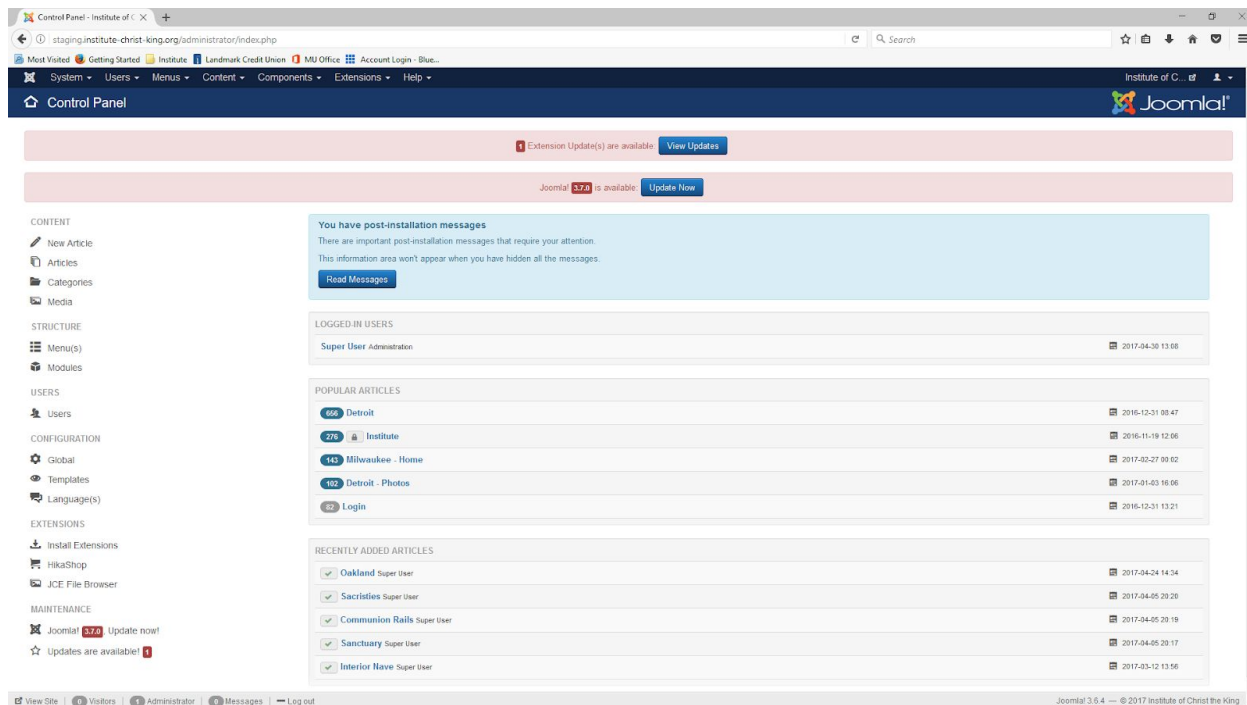 Control Panel - Institute of C
staging.institute-christ-king.org/administrator/index.php
Search
Most Visited Getting Started Institute Landmark Credit Union MU Office Account Login - Blue...
System Users Menus Content Components Extensions Help Institute of C...
Control Panel Joomla!
1 Extension Update(s) are available: View Updates
Joomla! 3.7.0 is available: Update Now
CONTENT
New Article
Articles
Categories
Media
STRUCTURE
Menu(s)
Modules
USERS
Users
CONFIGURATION
Global
Templates
Language(s)
EXTENSIONS
Install Extensions
HikaShop
JCE File Browser
MAINTENANCE
Joomla! 3.7.0, Update now!
Updates are available! 1
You have post-installation messages
There are important post-installation messages that require your attention.
This information area won't appear when you have hidden all the messages.
Read Messages
LOGGED-IN USERS
Super User Administration 2017-04-30 13:08
POPULAR ARTICLES
656 Detroit 2016-12-31 08:47
276 Institute 2016-11-19 12:06
143 Milwaukee - Home 2017-02-27 00:02
102 Detroit - Photos 2017-01-03 16:06
82 Login 2016-12-31 13:21
RECENTLY ADDED ARTICLES
Oakland Super User 2017-04-24 14:34
Sacristies Super User 2017-04-05 20:20
Communion Rails Super User 2017-04-05 20:19
Sanctuary Super User 2017-04-05 20:17
Interior Nave Super User 2017-03-12 13:56
View Site 0 Visitors 1 Administrator 0 Messages Log out Joomla! 3.6.4 — © 2017 Institute of Christ the King